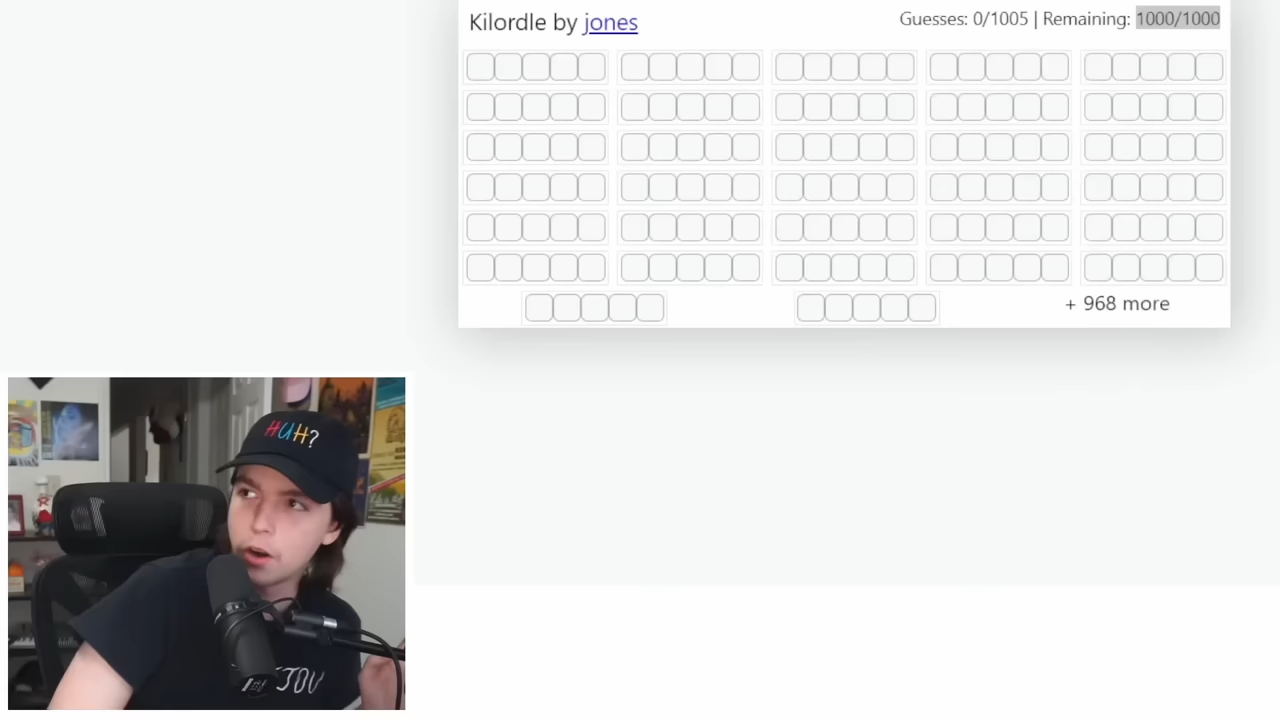 Kilordle by jones
Guesses: 0/1005 | Remaining: 1000/1000
+ 968 more
HUH?